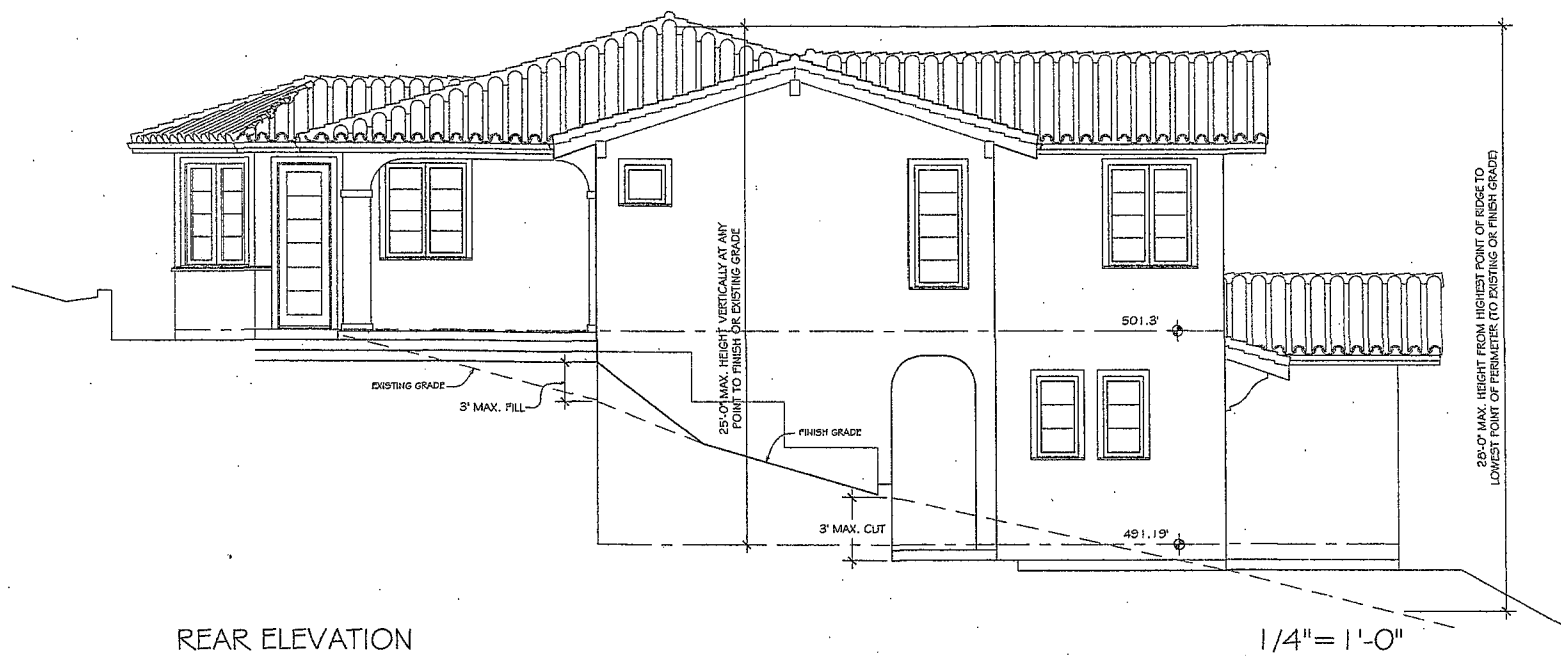 25'-0" MAX. HEIGHT VERTICALLY AT ANY
POINT TO FINISH OR EXISTING GRADE
28'-0" MAX. HEIGHT FROM HIGHEST POINT OF RIDGE TO
LOWEST POINT OF PERIMETER (TO EXISTING OR FINISH GRADE)
501.3'
EXISTING GRADE
3' MAX. FILL
FINISH GRADE
3' MAX. CUT
491.19'
REAR ELEVATION
1/4"= 1'-0"